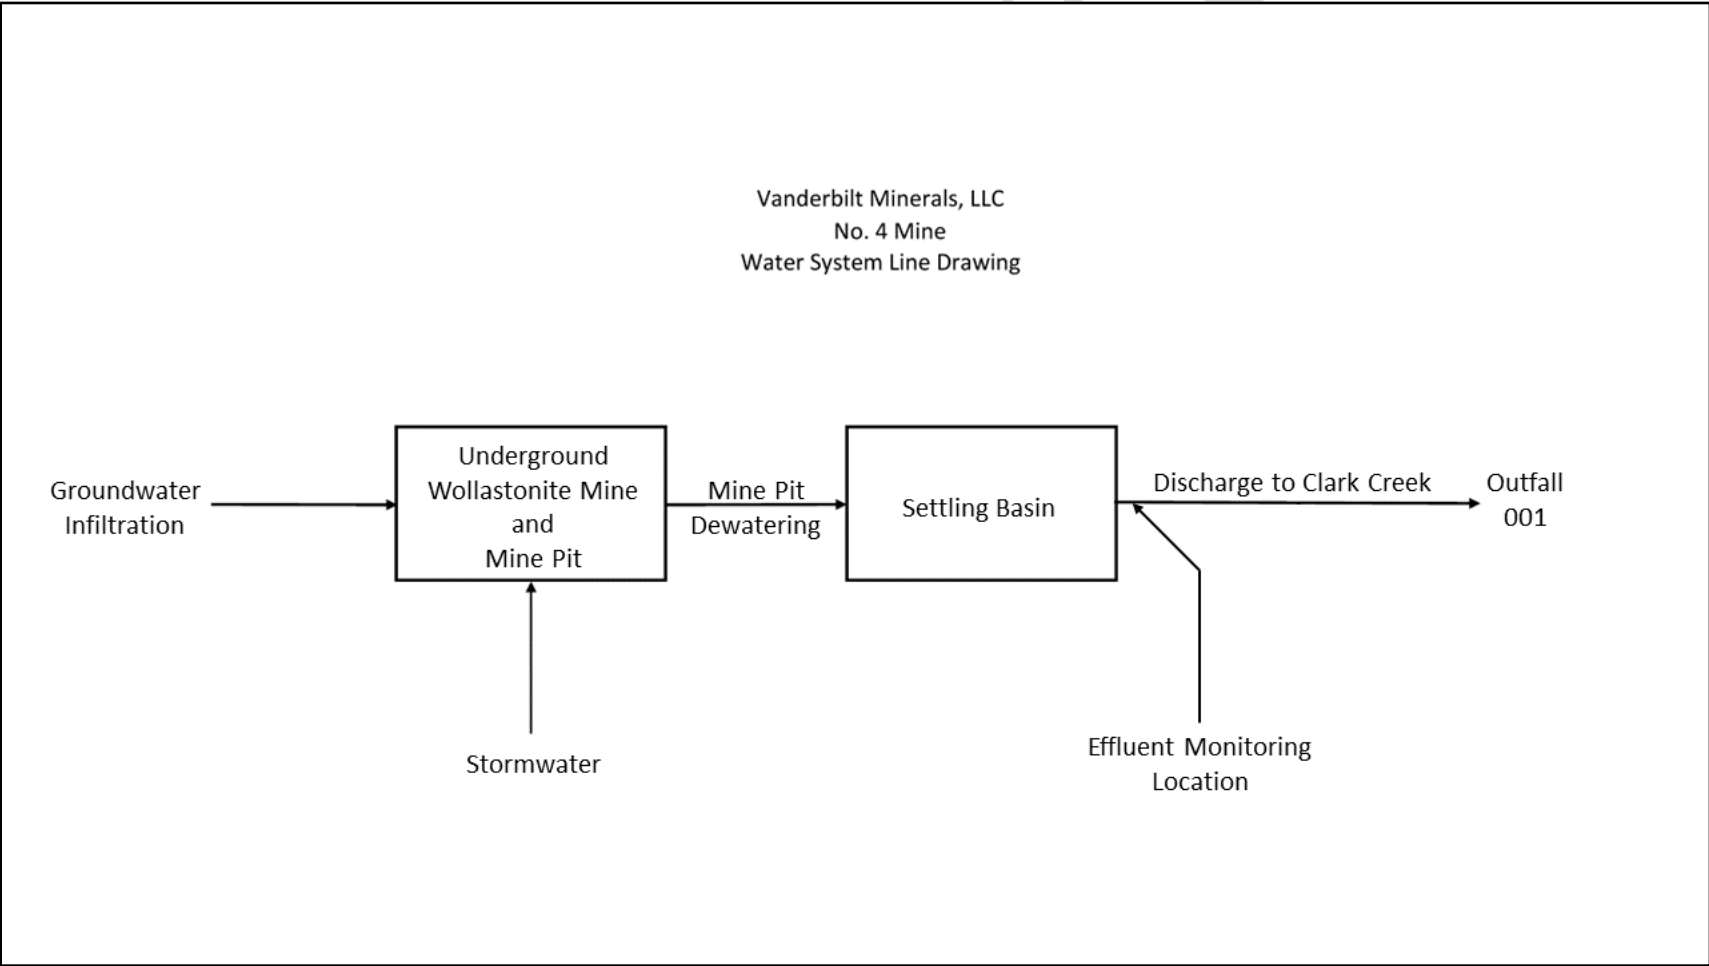 Vanderbilt Minerals, LLC
No. 4 Mine
Water System Line Drawing
Groundwater
Infiltration
Underground
Wollastonite Mine
and
Mine Pit
Mine Pit
Dewatering
Settling Basin
Discharge to Clark Creek
Outfall
001
Stormwater
Effluent Monitoring
Location